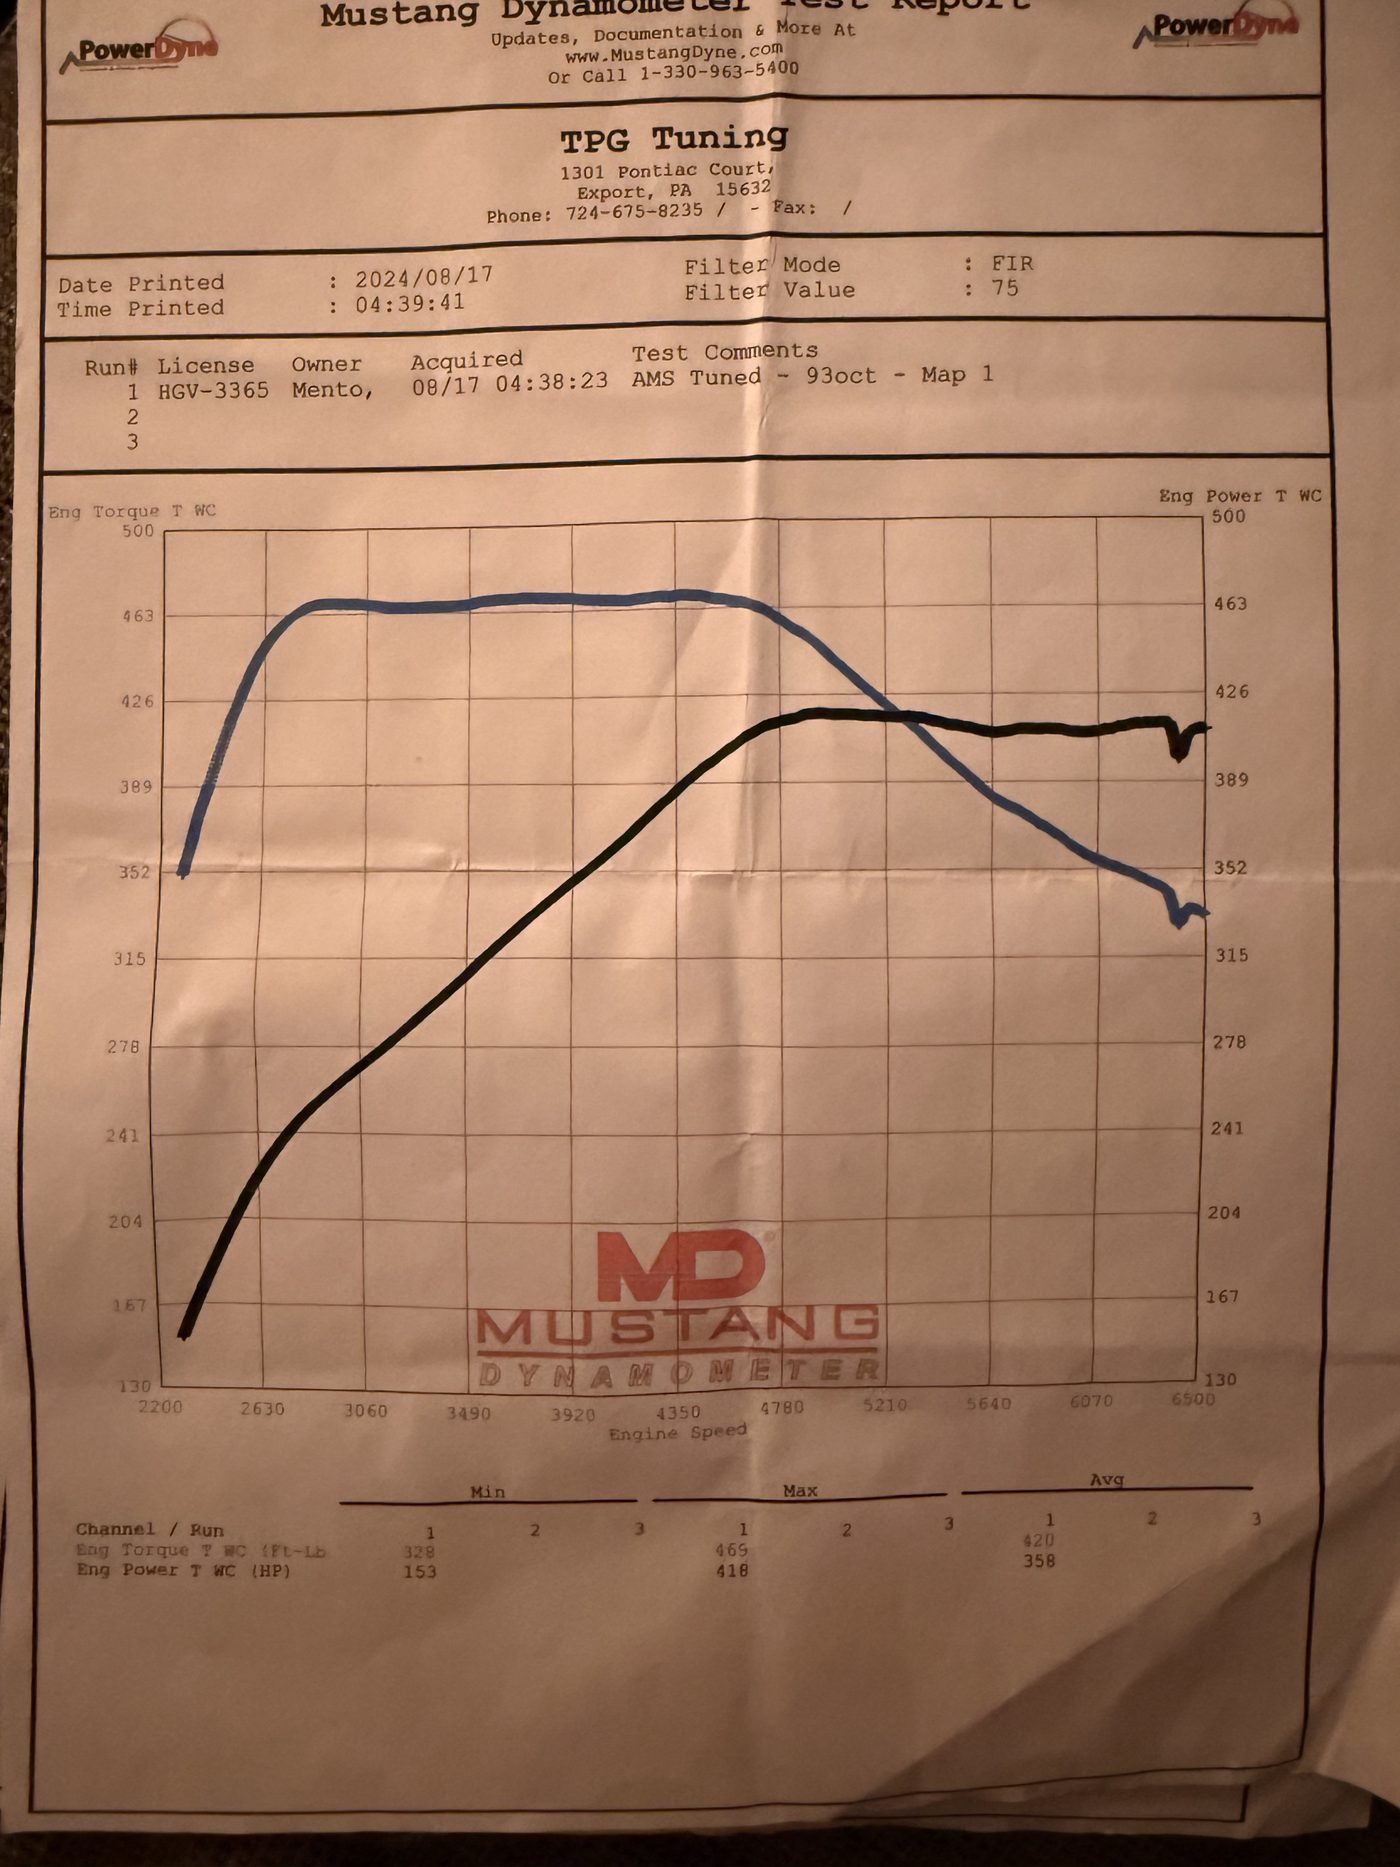 Mustang Dynamometer Test Report
PowerDyne
Updates, Documentation & More At
www.MustangDyne.com
Or Call 1-330-963-5400
PowerDyne
TPG Tuning
1301 Pontiac Court,
Export, PA 15632
Phone: 724-675-8235 / - Fax: /
Date Printed : 2024/08/17 Filter Mode : FIR
Time Printed : 04:39:41 Filter Value : 75
Run# License Owner Acquired Test Comments
1 HGV-3365 Mento, 08/17 04:38:23 AMS Tuned - 93oct - Map 1
2
3
Eng Torque T WC Eng Power T WC
500 500
463 463
426 426
389 389
352 352
315 315
278 278
241 241
204 204
167 167
130 130
MD
MUSTANG
DYNAMOMETER
2200 2630 3060 3490 3920 4350 4780 5210 5640 6070 6500
Engine Speed
Min Max Avg
Channel / Run 1 2 3 1 2 3 1 2 3
Eng Torque T WC (Ft-Lb 328 469 420
Eng Power T WC (HP) 153 418 358